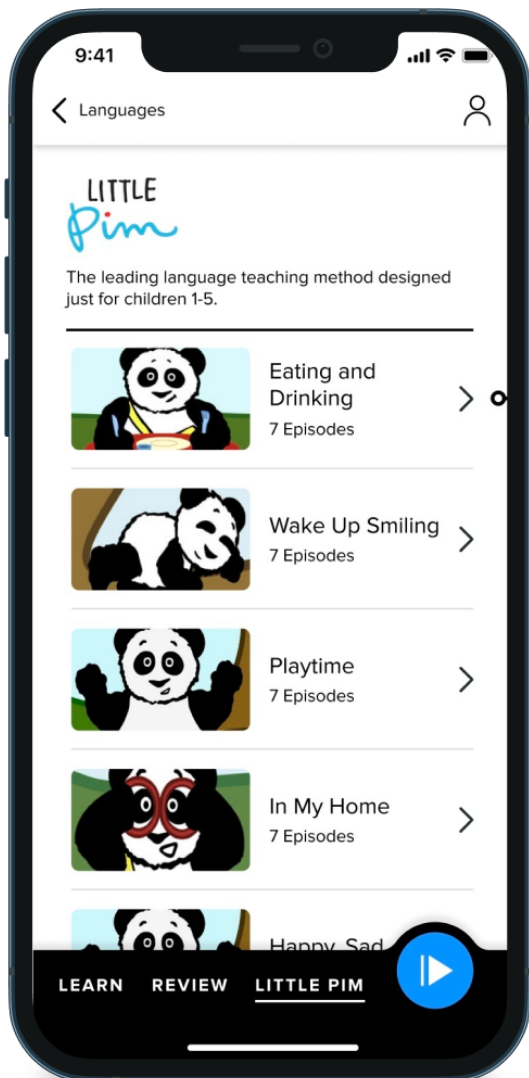 9:41
Languages
LITTLE
Pim
The leading language teaching method designed
just for children 1-5.
Eating and
Drinking
7 Episodes
Wake Up Smiling
7 Episodes
Playtime
7 Episodes
In My Home
7 Episodes
Happy, Sad
LEARN REVIEW LITTLE PIM